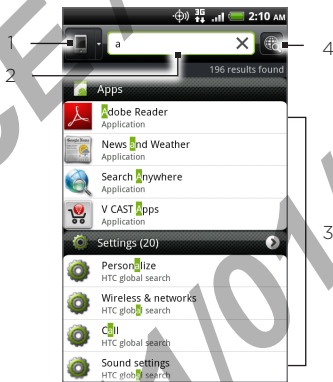 3G 2:10 AM
1
a
4
2
196 results found
Apps
Adobe Reader
Application
News and Weather
Application
Search Anywhere
Application
V CAST Apps
Application
3
Settings (20)
Personalize
HTC global search
Wireless & networks
HTC global search
Call
HTC global search
Sound settings
HTC global search